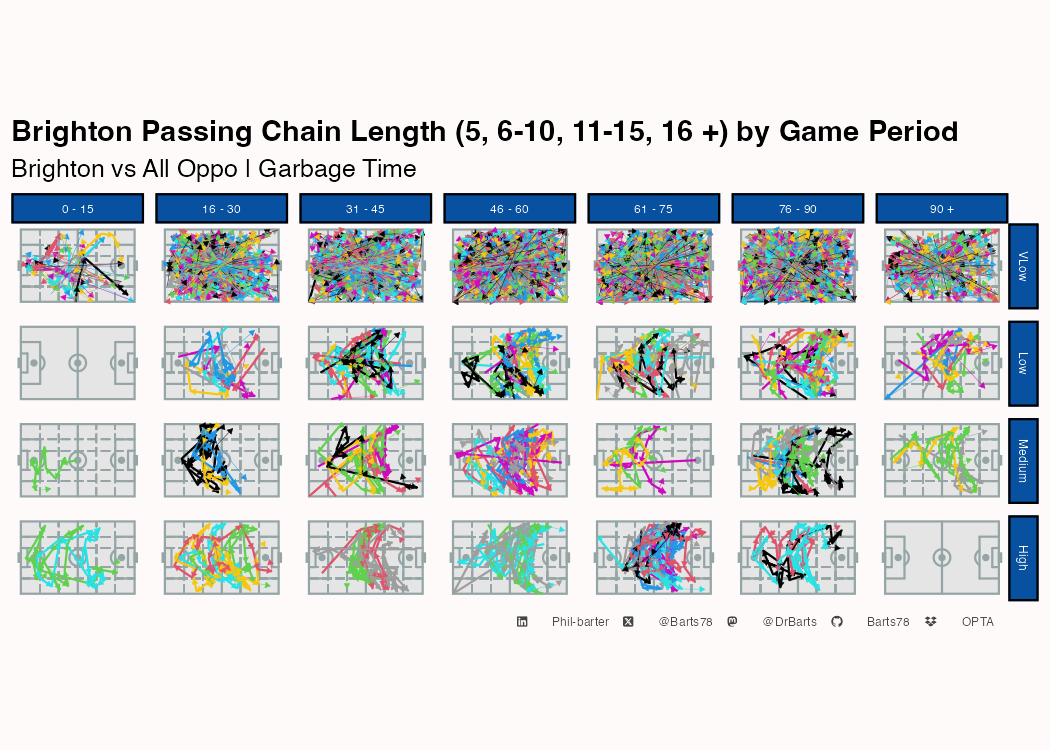 Brighton Passing Chain Length (5, 6-10, 11-15, 16 +) by Game Period
Brighton vs All Oppo | Garbage Time
0 - 15 16 - 30 31 - 45 46 - 60 61 - 75 76 - 90 90 +
VLow
Low
Medium
High
Phil-barter @Barts78 @DrBarts Barts78 OPTA